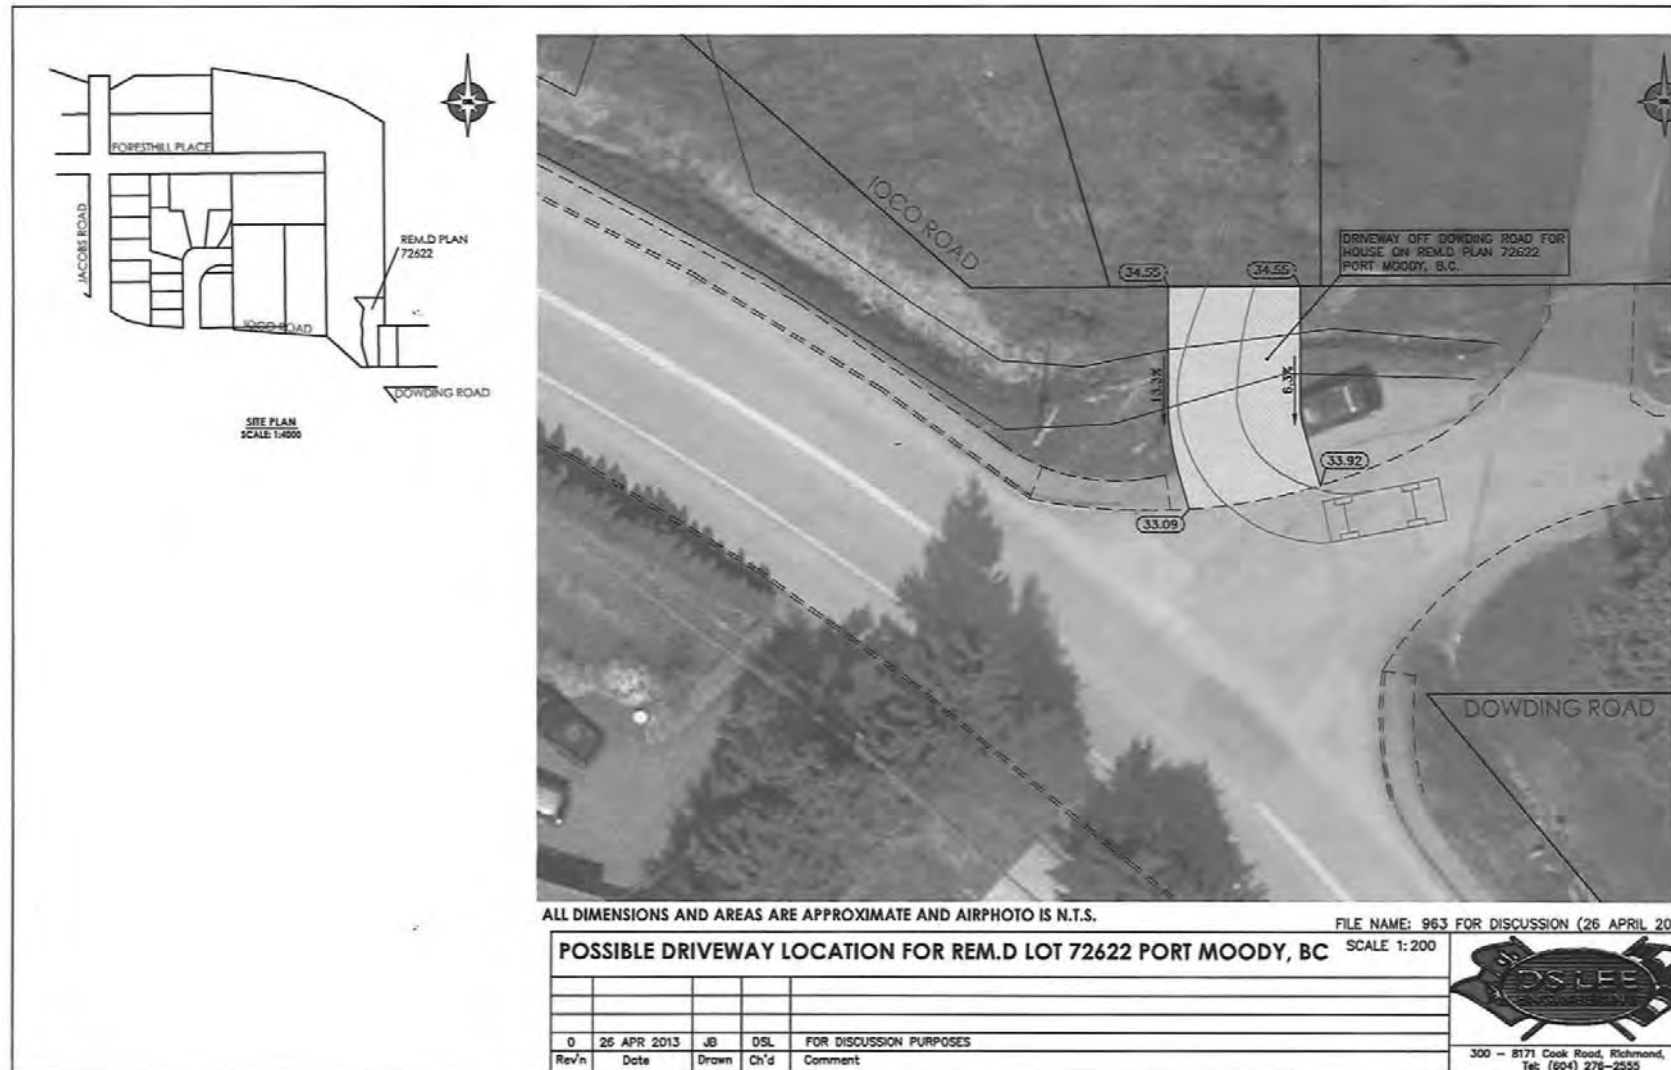 FORESTHILL PLACE
JACOBS ROAD
REM.D PLAN
72622
IOCO ROAD
DOWDING ROAD
SITE PLAN
SCALE: 1:4000
IOCO ROAD
DRIVEWAY OFF DOWDING ROAD FOR
HOUSE ON REM.D PLAN 72622
PORT MOODY, B.C.
34.55
34.55
13.3%
6.3%
33.92
33.09
DOWDING ROAD
ALL DIMENSIONS AND AREAS ARE APPROXIMATE AND AIRPHOTO IS N.T.S.
FILE NAME: 963 FOR DISCUSSION (26 APRIL 20
POSSIBLE DRIVEWAY LOCATION FOR REM.D LOT 72622 PORT MOODY, BC
SCALE 1:200
0 26 APR 2013 JB DSL FOR DISCUSSION PURPOSES
Rev'n Date Drawn Ch'd Comment
DS LEE
ENGINEERING
300 - 8171 Cook Road, Richmond,
Tel: (604) 276-2555